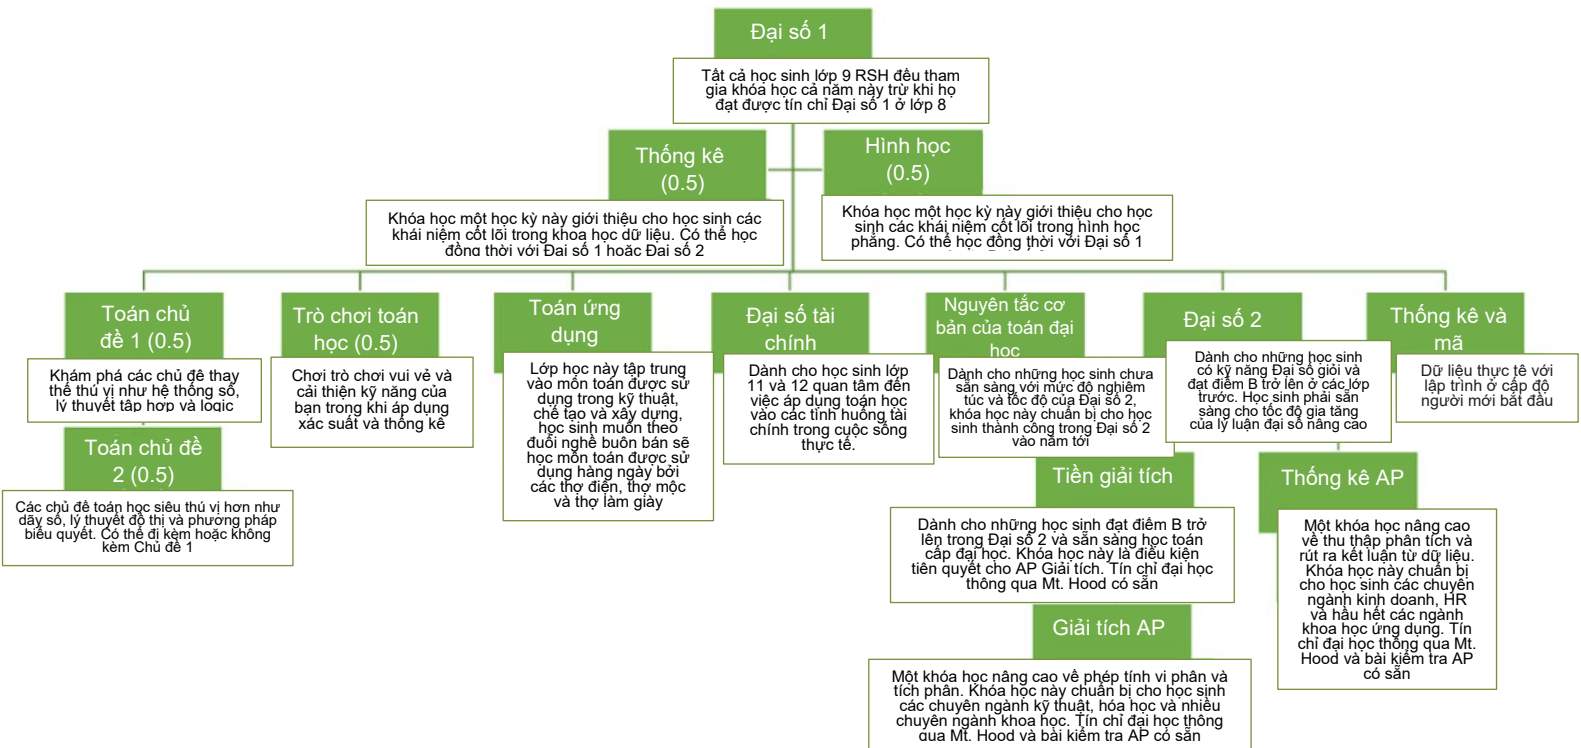 Đại số 1
Tất cả học sinh lớp 9 RSH đều tham
gia khóa học cả năm này trừ khi họ
đạt được tín chỉ Đại số 1 ở lớp 8
Thống kê
(0.5)
Khóa học một học kỳ này giới thiệu cho học sinh các
khái niệm cốt lõi trong khoa học dữ liệu. Có thể học
đồng thời với Đại số 1 hoặc Đại số 2
Hình học
(0.5)
Khóa học một học kỳ này giới thiệu cho học
sinh các khái niệm cốt lõi trong hình học
phẳng. Có thể học đồng thời với Đại số 1
Toán chủ
đề 1 (0.5)
Khám phá các chủ đề thay
thế thú vị như hệ thống số,
lý thuyết tập hợp và logic
Toán chủ đề
2 (0.5)
Các chủ đề toán học siêu thú vị hơn như
dãy số, lý thuyết đồ thị và phương pháp
biểu quyết. Có thể đi kèm hoặc không
kèm Chủ đề 1
Trò chơi toán
học (0.5)
Chơi trò chơi vui vẻ và
cải thiện kỹ năng của
bạn trong khi áp dụng
xác suất và thống kê
Toán ứng
dụng
Lớp học này tập trung
vào môn toán được sử
dụng trong kỹ thuật,
chế tạo và xây dựng,
học sinh muốn theo
đuổi nghề buôn bán sẽ
học môn toán được sử
dụng hàng ngày bởi
các thợ điện, thợ mộc
và thợ làm giày
Đại số tài
chính
Dành cho học sinh lớp
11 và 12 quan tâm đến
việc áp dụng toán học
vào các tình huống tài
chính trong cuộc sống
thực tế.
Nguyên tắc cơ
bản của toán đại
học
Dành cho những học sinh chưa
sẵn sàng với mức độ nghiêm
túc và tốc độ của Đại số 2,
khóa học này chuẩn bị cho học
sinh thành công trong Đại số 2
vào năm tới
Đại số 2
Dành cho những học sinh
có kỹ năng Đại số giỏi và
đạt điểm B trở lên ở các lớp
trước. Học sinh phải sẵn
sàng cho tốc độ gia tăng
của lý luận đại số nâng cao
Thống kê và
mã
Dữ liệu thực tế với
lập trình ở cấp độ
người mới bắt đầu
Tiền giải tích
Dành cho những học sinh đạt điểm B trở
lên trong Đại số 2 và sẵn sàng học toán
cấp đại học. Khóa học này là điều kiện
tiên quyết cho AP Giải tích. Tín chỉ đại học
thông qua Mt. Hood có sẵn
Thống kê AP
Một khóa học nâng cao
về thu thập phân tích và
rút ra kết luận từ dữ liệu.
Khóa học này chuẩn bị
cho học sinh các chuyên
ngành kinh doanh, HR
và hầu hết các ngành
khoa học ứng dụng. Tín
chỉ đại học thông qua Mt.
Hood và bài kiểm tra AP
có sẵn
Giải tích AP
Một khóa học nâng cao về phép tính vi phân và
tích phân. Khóa học này chuẩn bị cho học sinh
các chuyên ngành kỹ thuật, hóa học và nhiều
chuyên ngành khoa học. Tín chỉ đại học thông
qua Mt. Hood và bài kiểm tra AP có sẵn